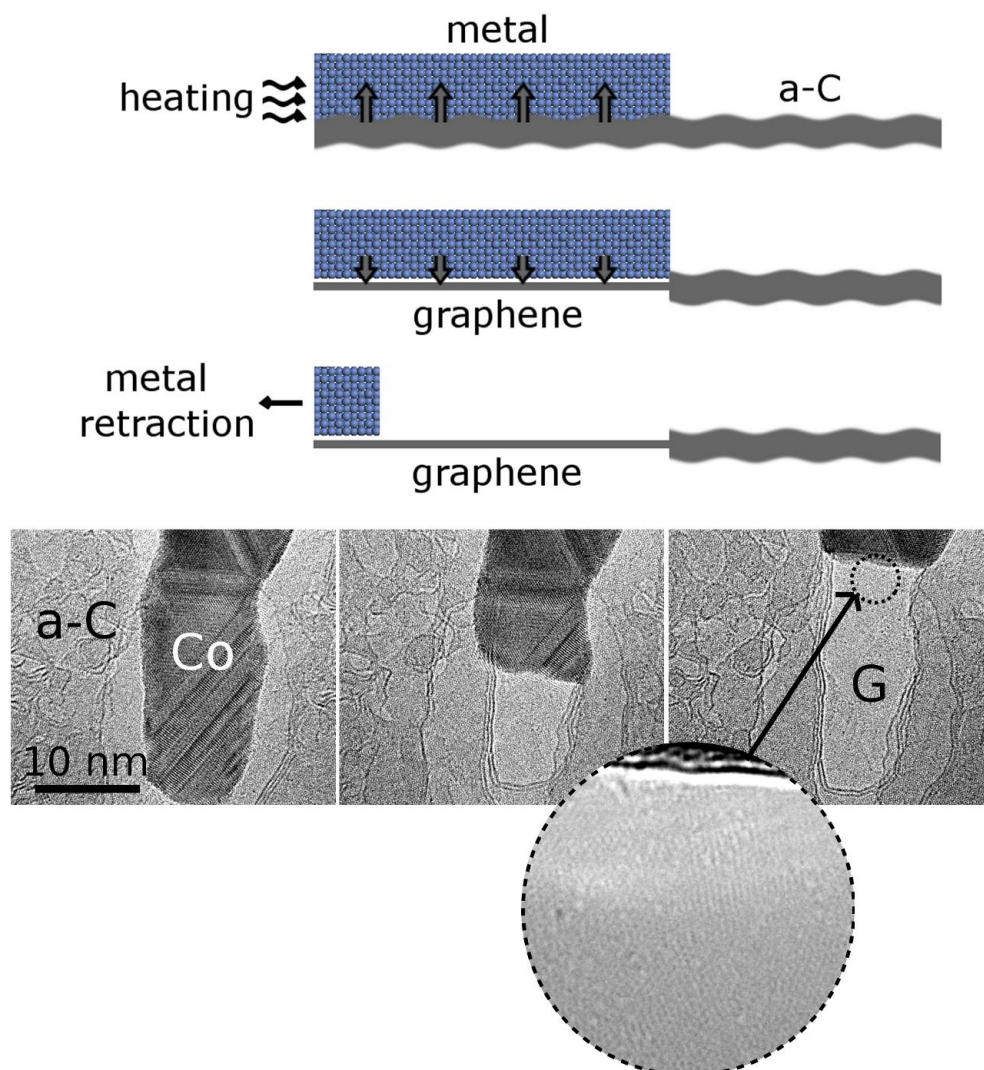 metal
heating
a-C
graphene
metal
retraction
graphene
a-C
Co
10 nm
G